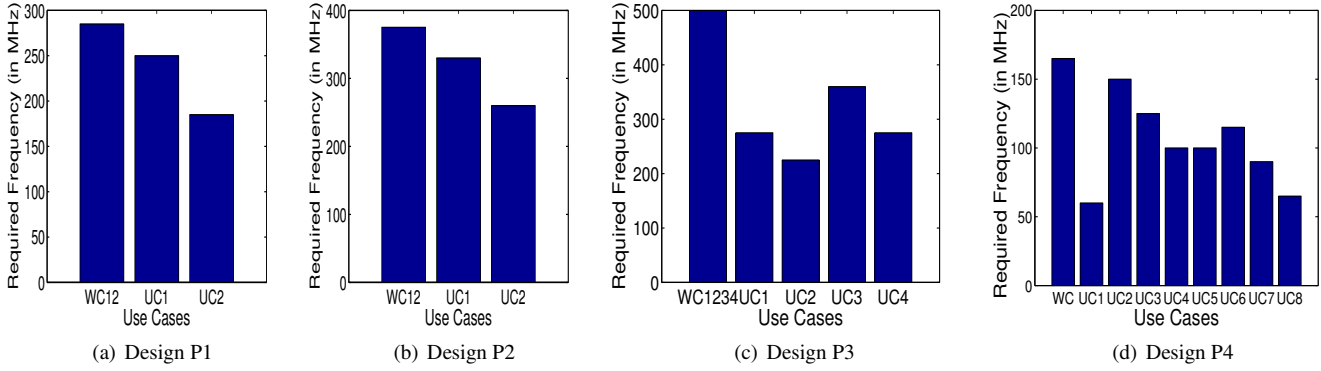 Required Frequency (in MHz)
300
250
200
150
100
50
0
WC12 UC1 UC2
Use Cases
(a) Design P1
Required Frequency (in MHz)
400
300
200
100
0
WC12 UC1 UC2
Use Cases
(b) Design P2
Required Frequency (in MHz)
500
400
300
200
100
0
WC1234 UC1 UC2 UC3 UC4
Use Cases
(c) Design P3
Required Frequency (in MHz)
200
150
100
50
0
WC UC1 UC2 UC3 UC4 UC5 UC6 UC7 UC8
Use Cases
(d) Design P4